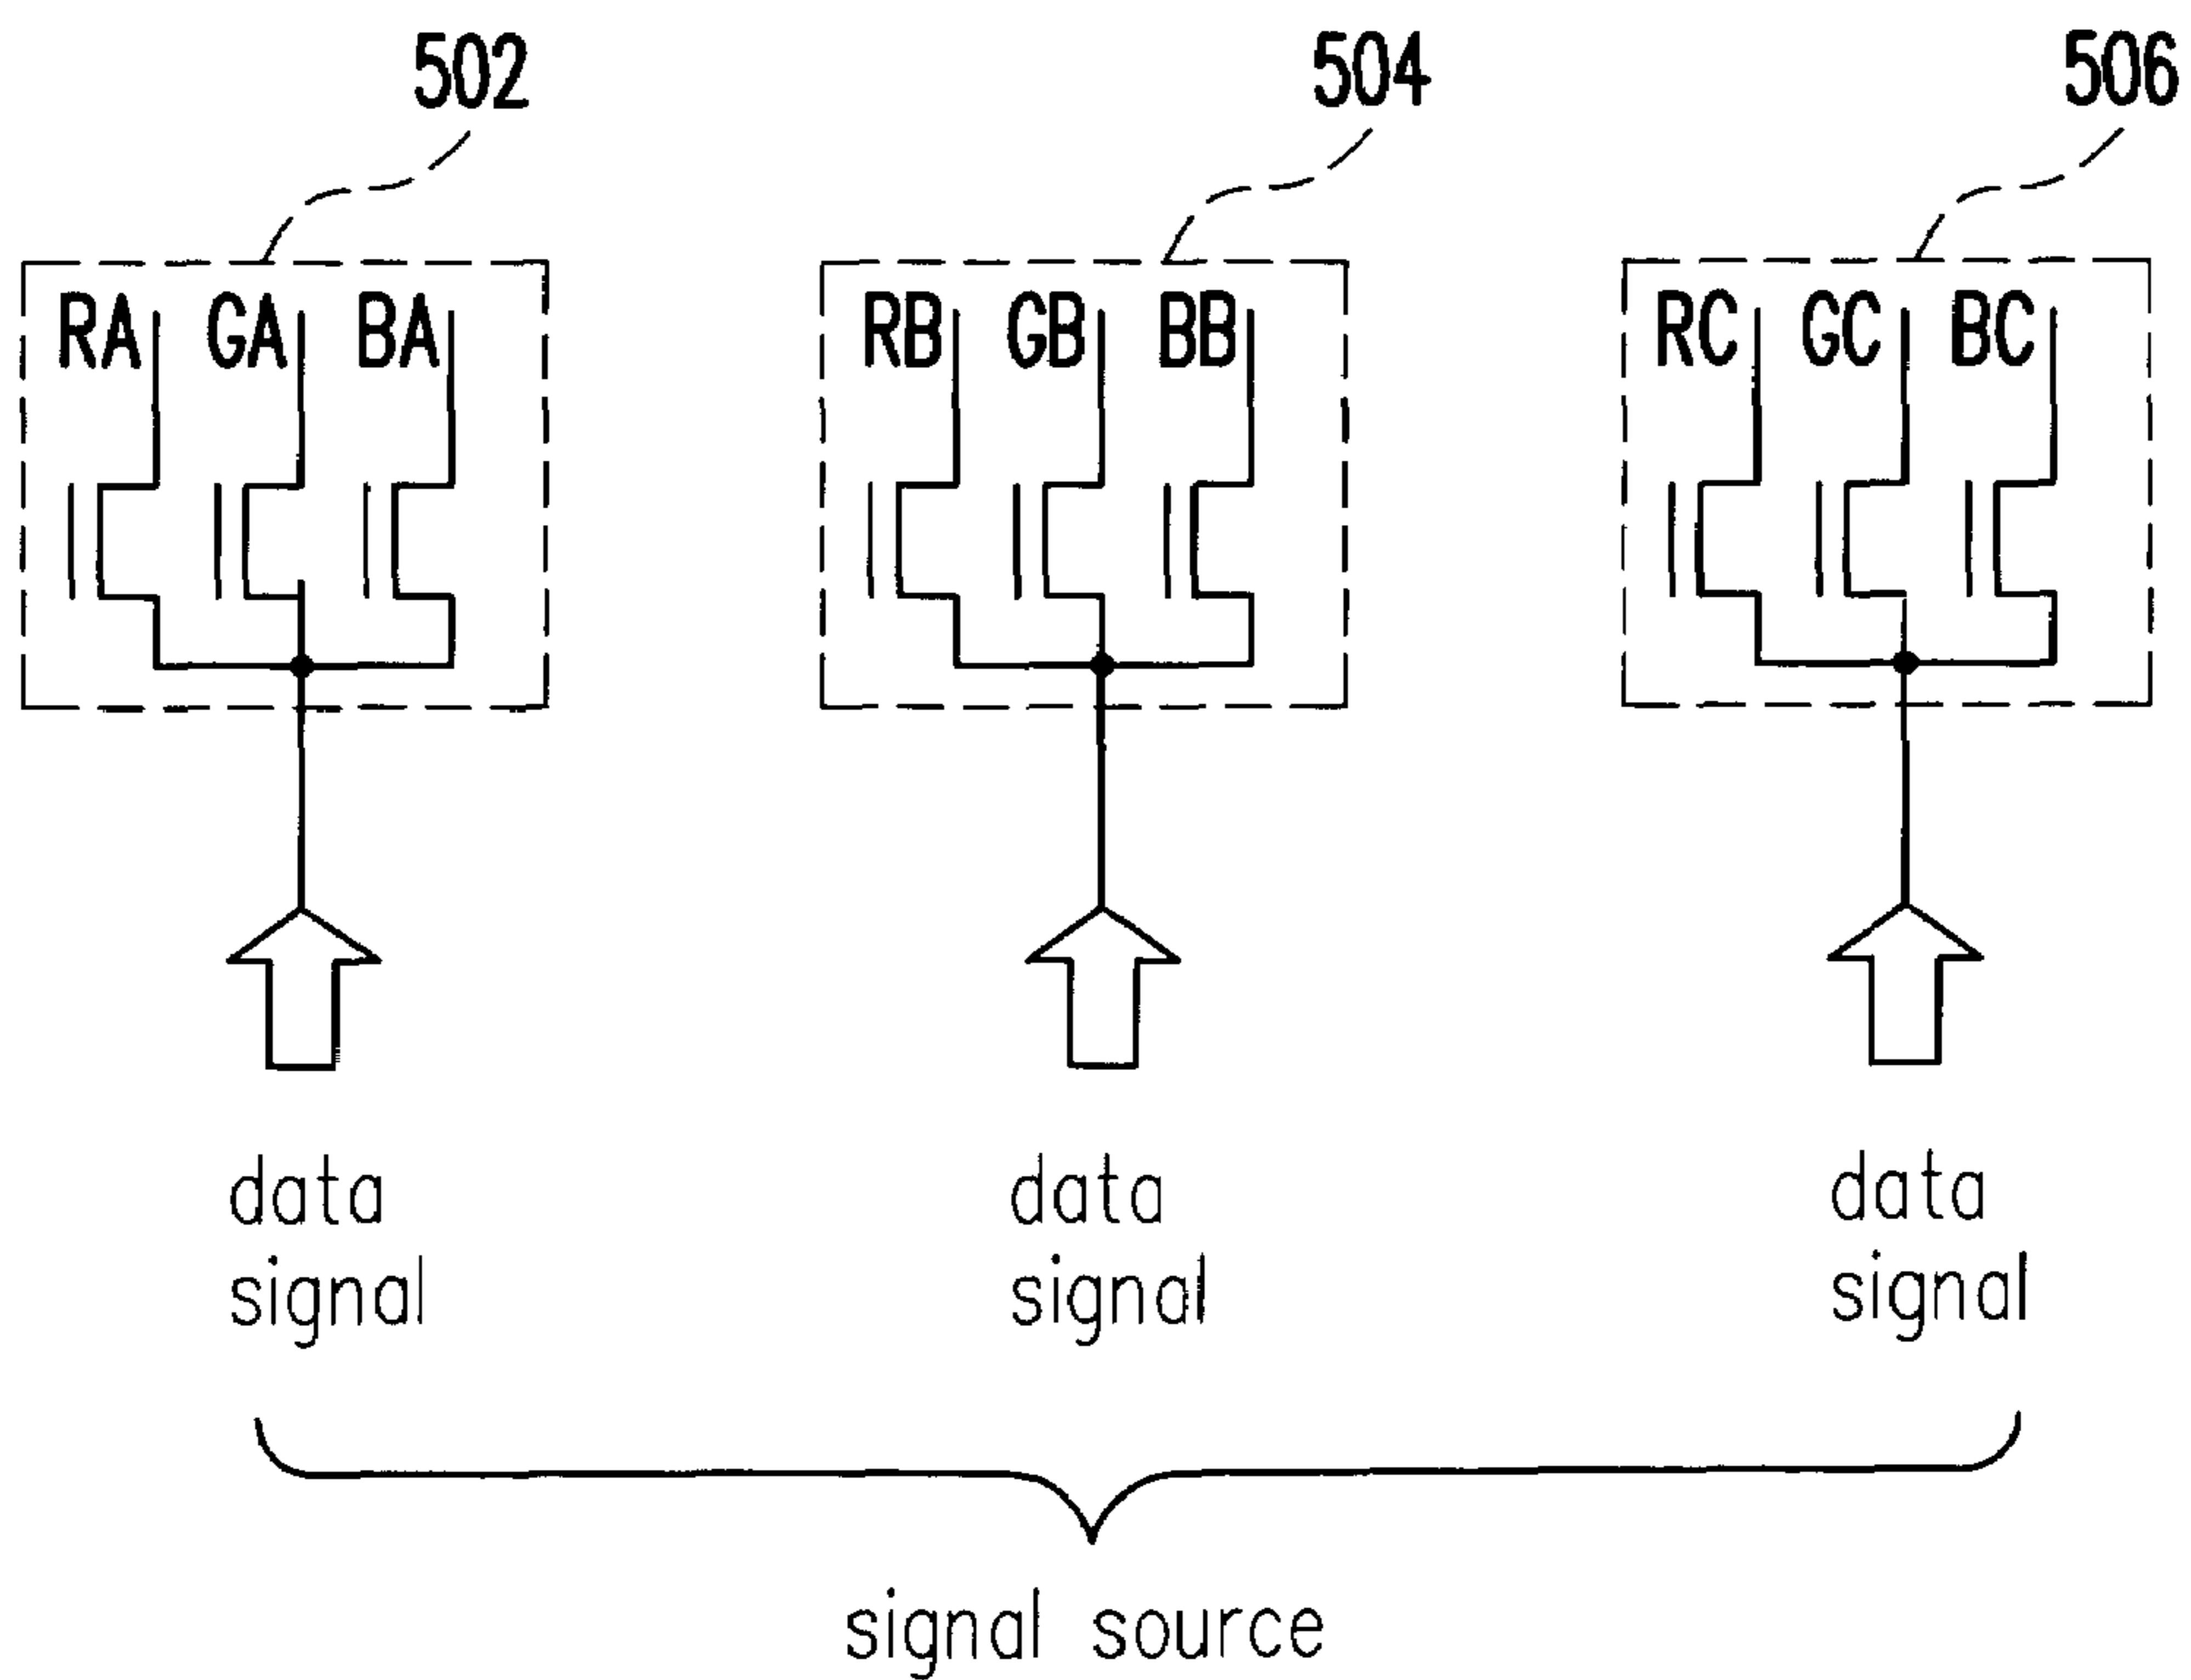 502
504
506
RA GA BA
RB GB BB
RC GC BC
data
signal
data
signal
data
signal
signal source